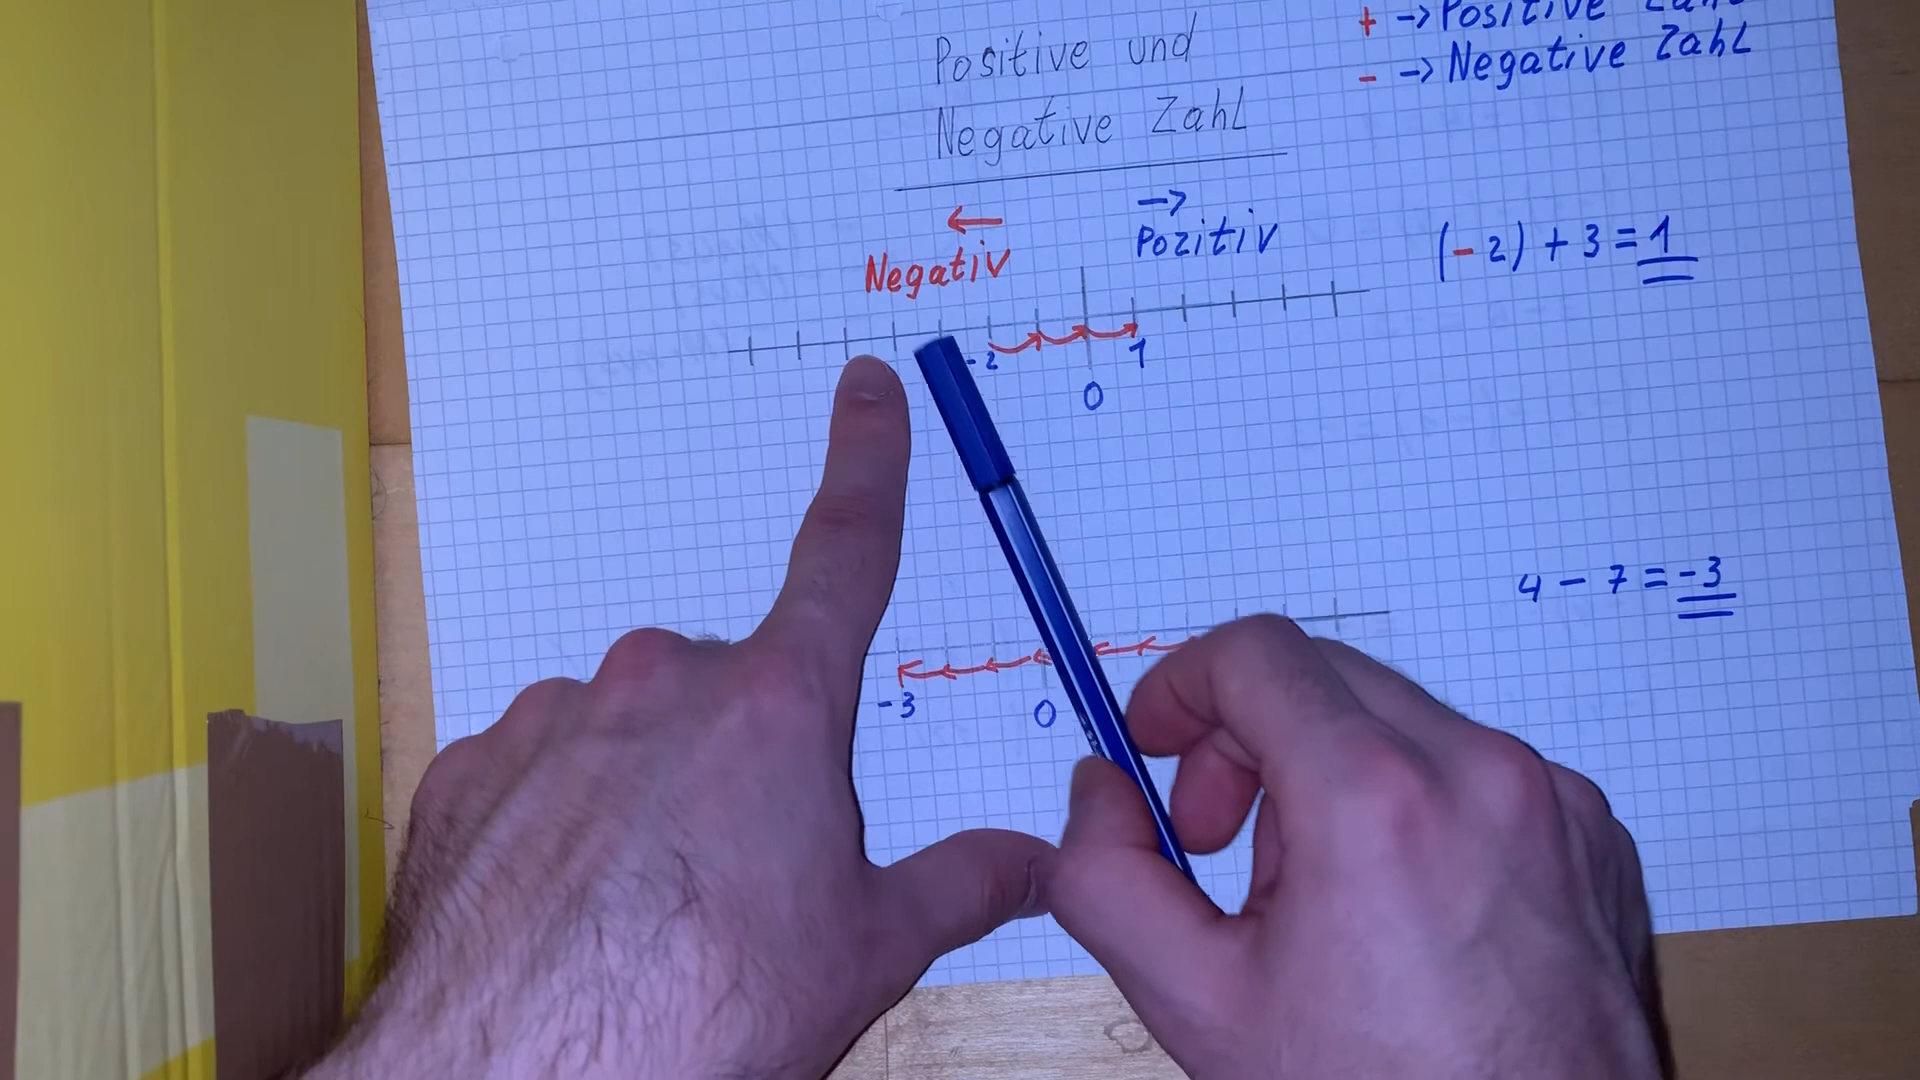 + -> Positive Zahl
- -> Negative Zahl
Positive und
Negative Zahl
<- ->
Negativ Pozitiv
(-2) + 3 = 1
-2 1
0
4 - 7 = -3
-3 0